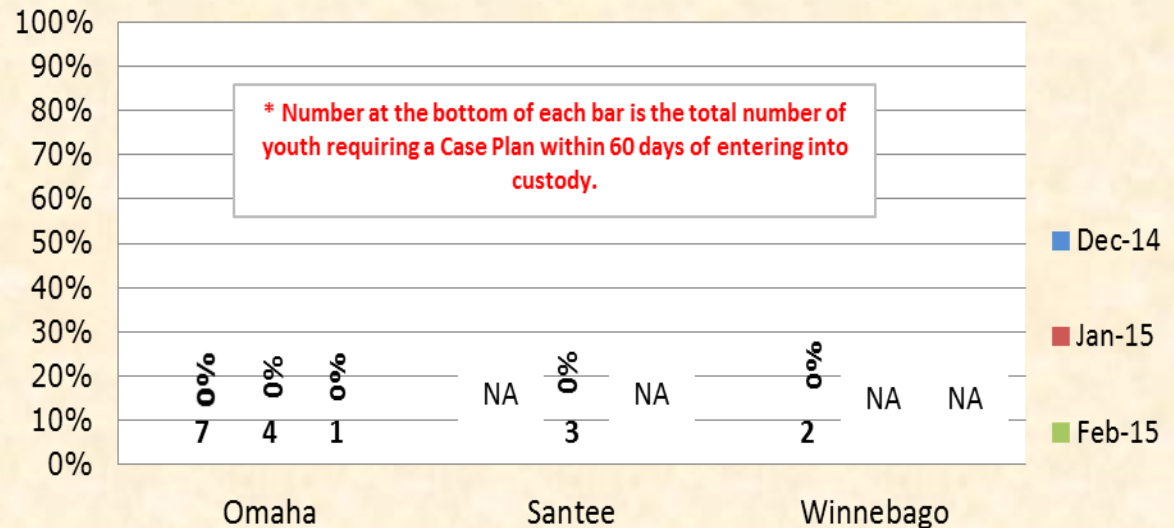 100%
90%
80%
70%
60%
50%
40%
30%
20%
10%
0%
* Number at the bottom of each bar is the total number of
youth requiring a Case Plan within 60 days of entering into
custody.
0% 0% 0% NA 0% NA 0% NA NA
7 4 1 3 2
Omaha Santee Winnebago
Dec-14
Jan-15
Feb-15